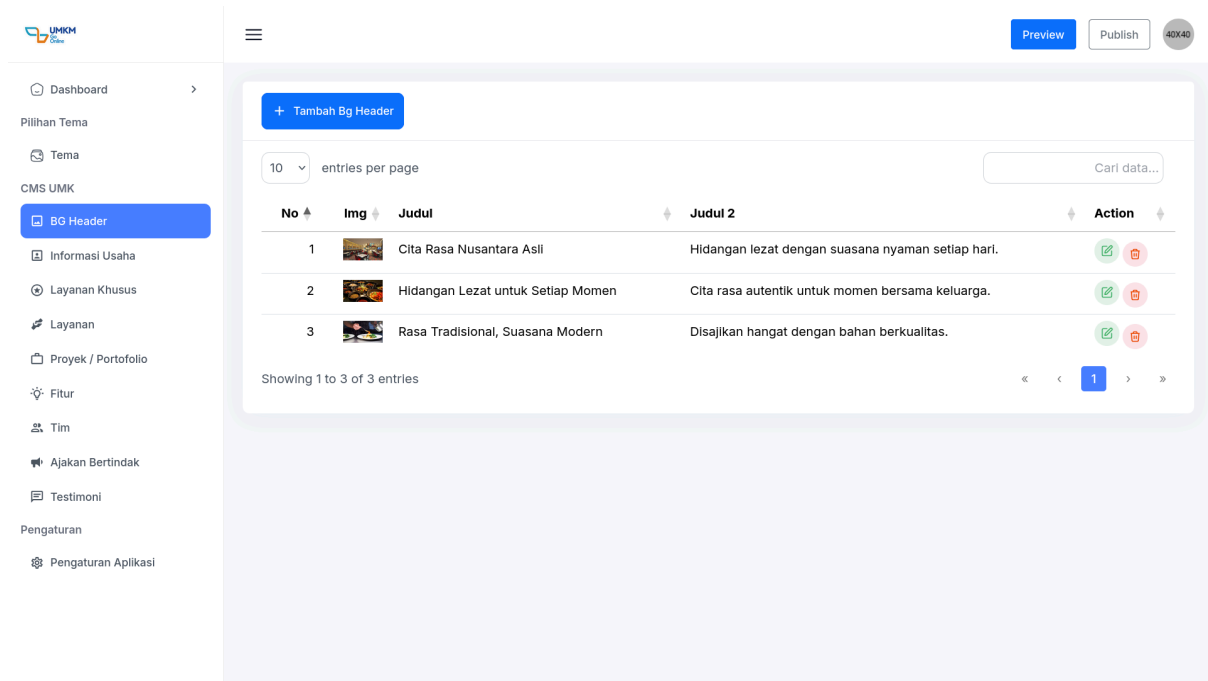 UMKM
Go
Online
Preview
Publish
40X40
Dashboard
Pilihan Tema
Tema
CMS UMK
BG Header
Informasi Usaha
Layanan Khusus
Layanan
Proyek / Portofolio
Fitur
Tim
Ajakan Bertindak
Testimoni
Pengaturan
Pengaturan Aplikasi
+ Tambah Bg Header
10 entries per page
Cari data...
No Img Judul Judul 2 Action
1 Cita Rasa Nusantara Asli Hidangan lezat dengan suasana nyaman setiap hari.
2 Hidangan Lezat untuk Setiap Momen Cita rasa autentik untuk momen bersama keluarga.
3 Rasa Tradisional, Suasana Modern Disajikan hangat dengan bahan berkualitas.
Showing 1 to 3 of 3 entries
« ‹ 1 › »